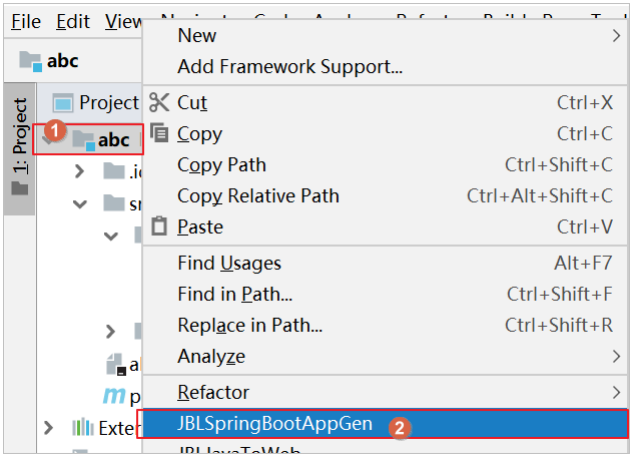 File Edit View
abc
New
Add Framework Support...
1: Project
Project
Cut Ctrl+X
1
abc
Copy Ctrl+C
Copy Path Ctrl+Shift+C
Copy Relative Path Ctrl+Alt+Shift+C
Paste Ctrl+V
Find Usages Alt+F7
Find in Path... Ctrl+Shift+F
Replace in Path... Ctrl+Shift+R
Analyze
Refactor
JBLSpringBootAppGen 2
Exter
JBLJavaToWeb